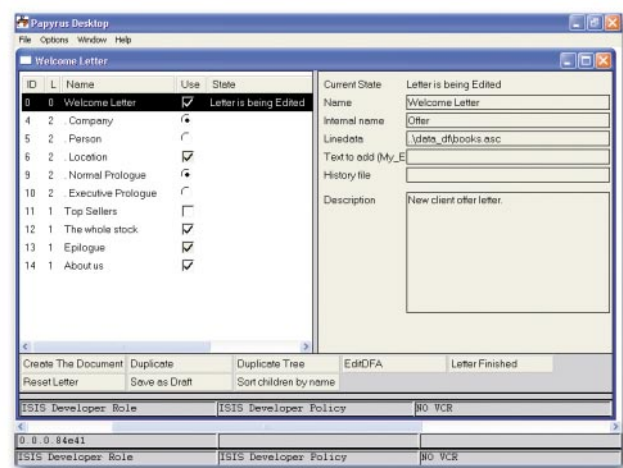 Papyrus Desktop
File Options Window Help
Welcome Letter
ID L Name Use State
0 0 Welcome Letter Letter is being Edited
4 2 . Company
5 2 . Person
6 2 . Location
9 2 . Normal Prologue
10 2 . Executive Prologue
11 1 Top Sellers
12 1 The whole stock
13 1 Epilogue
14 1 About us
Current State Letter is being Edited
Name Welcome Letter
Internal name Offer
Linedata .\data_df\books.asc
Text to add (My_E
History file
Description New client offer letter.
Create The Document Duplicate Duplicate Tree EditDFA Letter Finished
Reset Letter Save as Draft Sort children by name
ISIS Developer Role ISIS Developer Policy NO VCR
0.0.0.84e41
ISIS Developer Role ISIS Developer Policy NO VCR